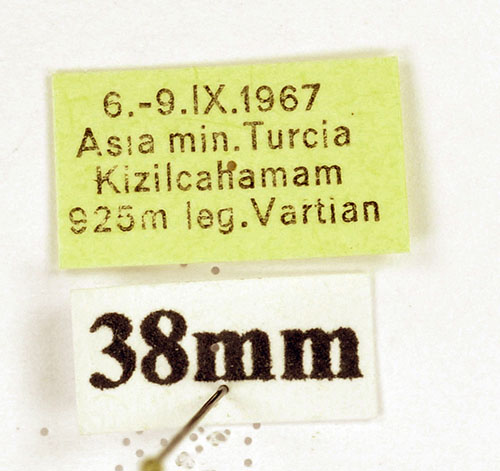 6.-9.IX.1967
Asia min.Turcia
Kizilcahamam
925m leg.Vartian
38mm